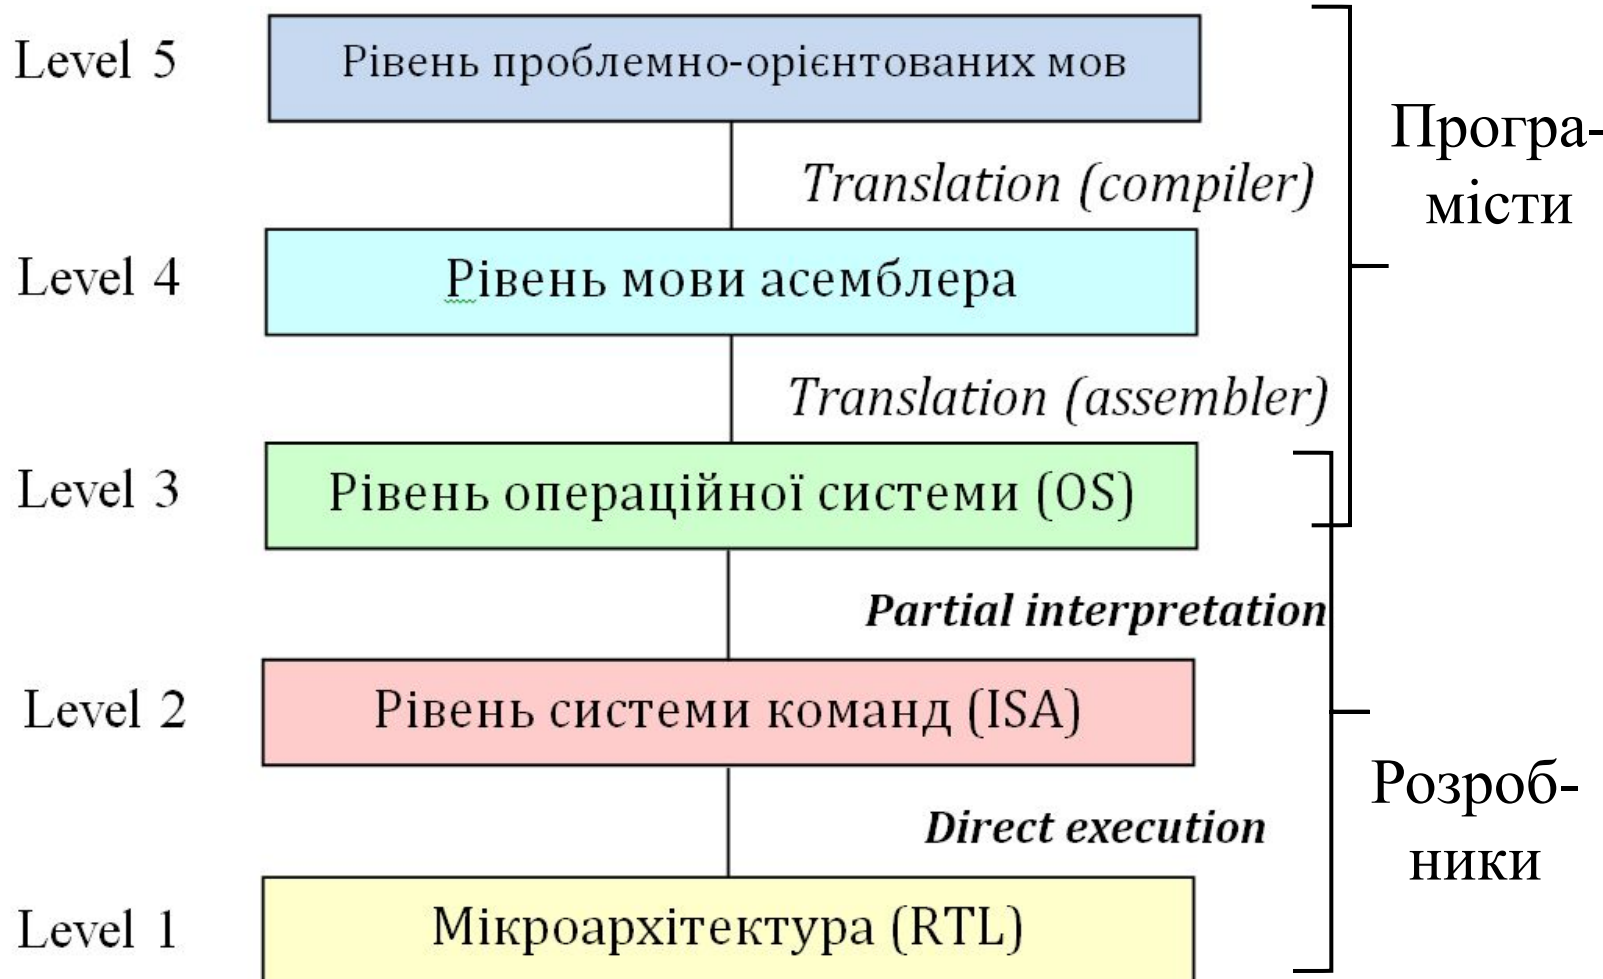 Level 5
Рівень проблемно-орієнтованих мов
Програ-
місти
Translation (compiler)
Level 4
Рівень мови асемблера
Translation (assembler)
Level 3
Рівень операційної системи (OS)
Partial interpretation
Level 2
Рівень системи команд (ISA)
Розроб-
ники
Direct execution
Level 1
Мікроархітектура (RTL)